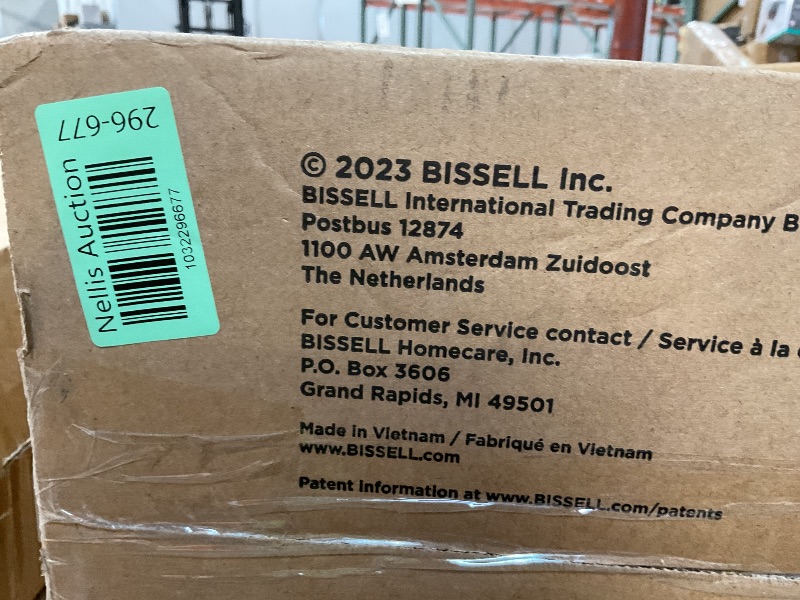 296-677
Nellis Auction
1032296677
© 2023 BISSELL Inc.
BISSELL International Trading Company B
Postbus 12874
1100 AW Amsterdam Zuidoost
The Netherlands
For Customer Service contact / Service à la
BISSELL Homecare, Inc.
P.O. Box 3606
Grand Rapids, MI 49501
Made in Vietnam / Fabriqué en Vietnam
www.BISSELL.com
Patent information at www.BISSELL.com/patents